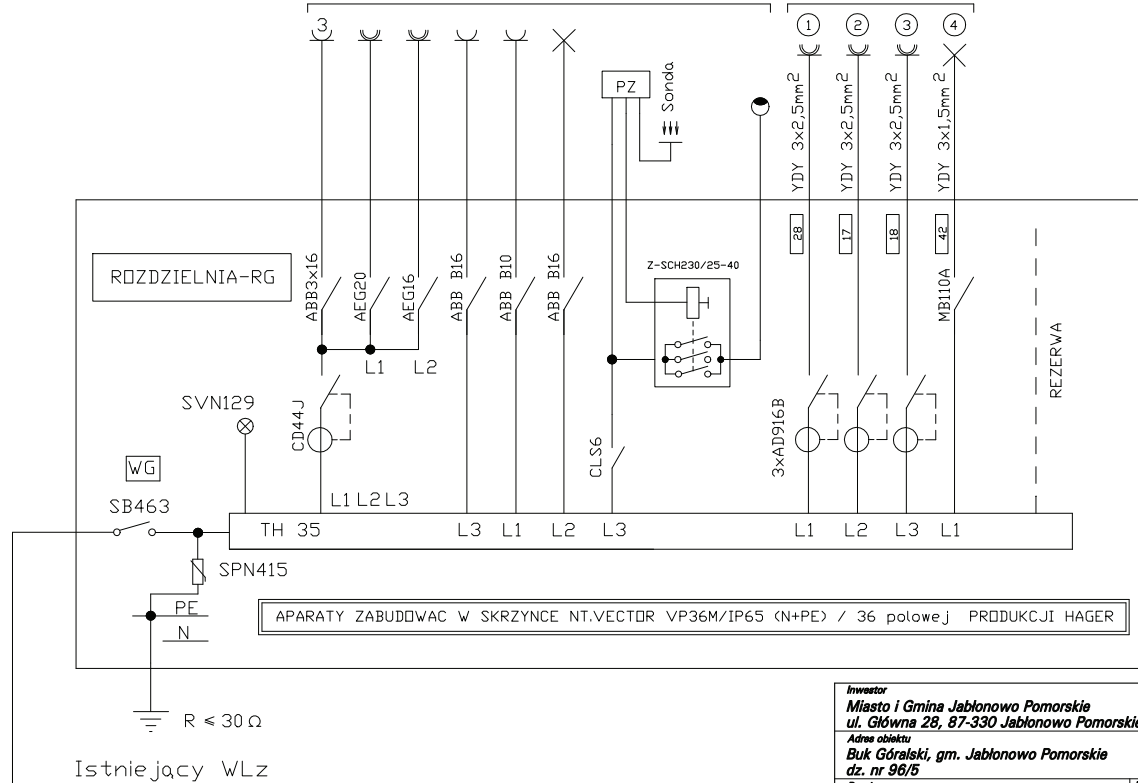 3
1
2
3
4
PZ
Sonda
YDY 3x2,5mm²
YDY 3x2,5mm²
YDY 3x2,5mm²
YDY 3x1,5mm²
28
17
18
42
ROZDZIELNIA-RG
ABB3x16
AEG20
AEG16
ABB B16
ABB B10
ABB B16
Z-SCH230/25-40
MB110A
REZERWA
L1
L2
SVN129
CD44J
CLS6
3xAD916B
WG
SB463
L1 L2 L3
TH 35
L3
L1
L2
L3
L1
L2
L3
L1
SPN415
PE
N
APARATY ZABUDOWAC W SKRZYNCE NT.VECTOR VP36M/IP65 (N+PE) / 36 polowej PRODUKCJI HAGER
R ≤ 30 Ω
Istniejący WLz
Inwestor
Miasto i Gmina Jabłonowo Pomorskie
ul. Główna 28, 87-330 Jabłonowo Pomorskie
Adres obiektu
Buk Góralski, gm. Jabłonowo Pomorskie
dz. nr 96/5